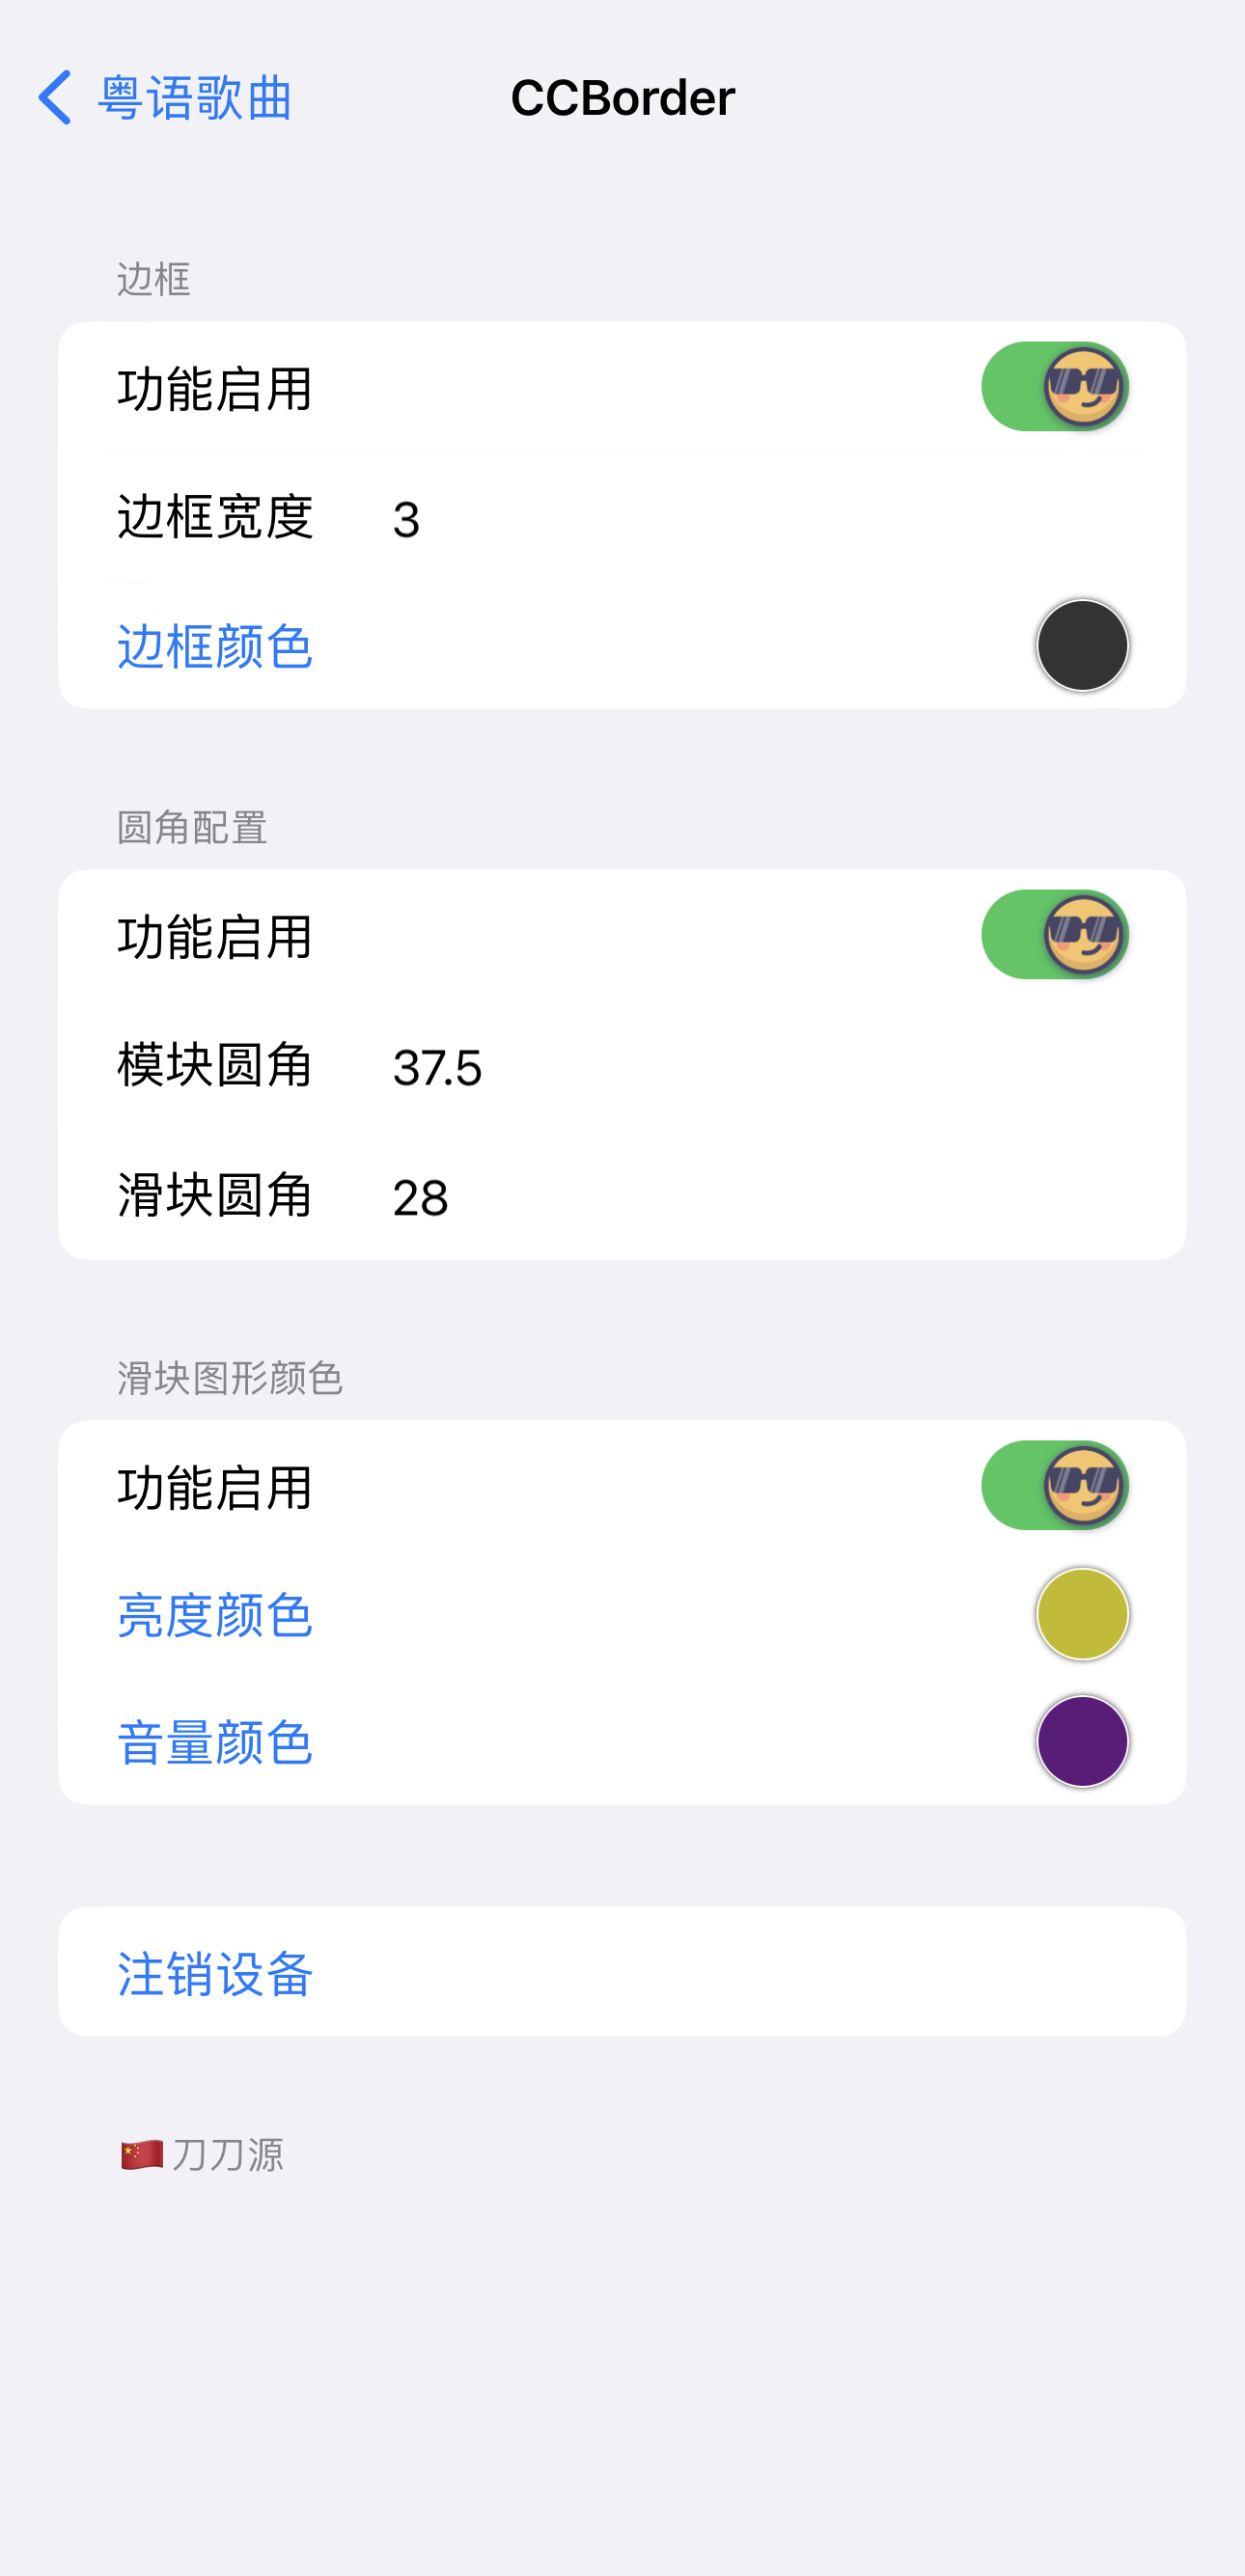 粤语歌曲
CCBorder
边框
功能启用
边框宽度 3
边框颜色
圆角配置
功能启用
模块圆角 37.5
滑块圆角 28
滑块图形颜色
功能启用
亮度颜色
音量颜色
注销设备
🇨🇳 刀刀源